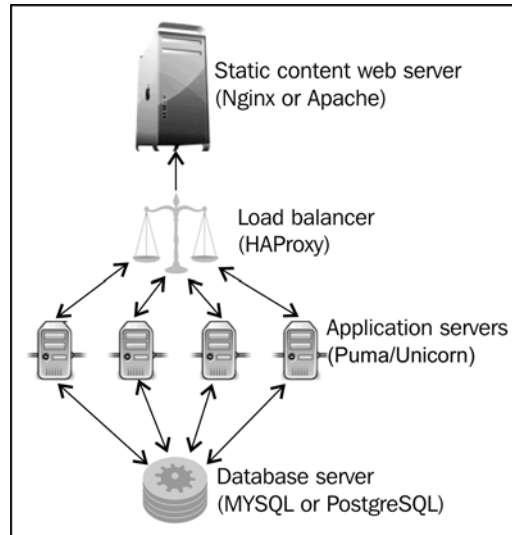 Static content web server
(Nginx or Apache)
Load balancer
(HAProxy)
Application servers
(Puma/Unicorn)
Database server
(MYSQL or PostgreSQL)